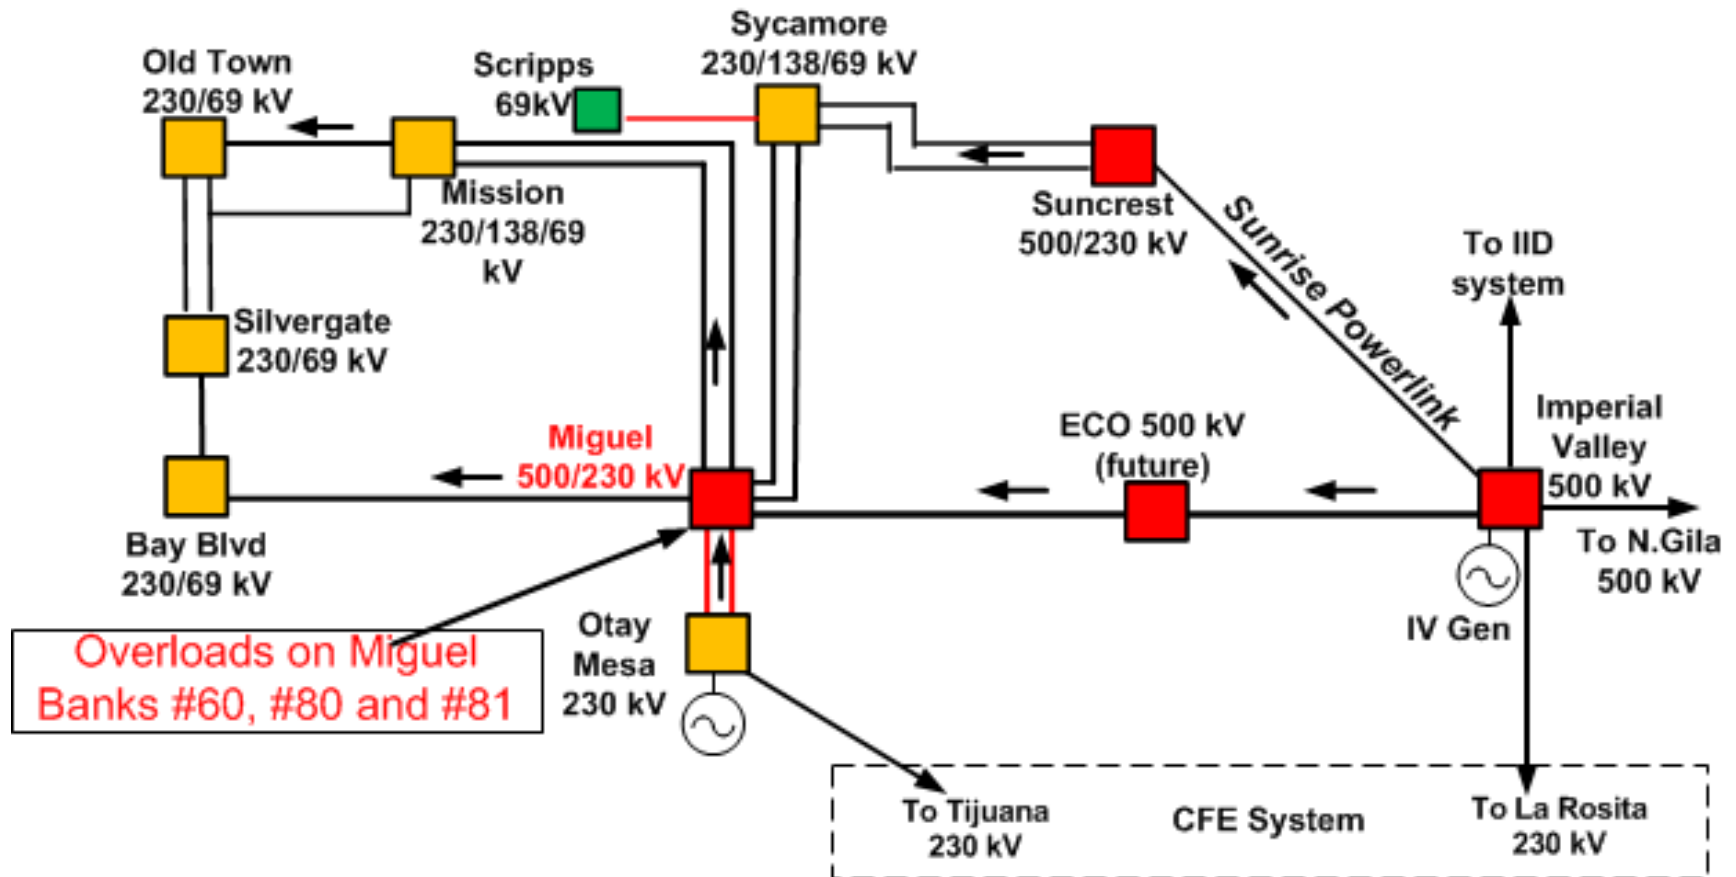 Sycamore
230/138/69 kV
Old Town
230/69 kV
Scripps
69kV
Mission
230/138/69
kV
Suncrest
500/230 kV
Sunrise Powerlink
To IID
system
Silvergate
230/69 kV
Miguel
500/230 kV
ECO 500 kV
(future)
Imperial
Valley
500 kV
To N.Gila
500 kV
Bay Blvd
230/69 kV
IV Gen
Otay
Mesa
230 kV
Overloads on Miguel
Banks #60, #80 and #81
To Tijuana
230 kV
CFE System
To La Rosita
230 kV